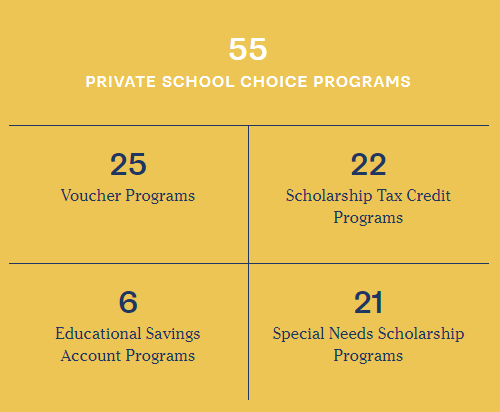 55
PRIVATE SCHOOL CHOICE PROGRAMS
25
Voucher Programs
22
Scholarship Tax Credit
Programs
6
Educational Savings
Account Programs
21
Special Needs Scholarship
Programs